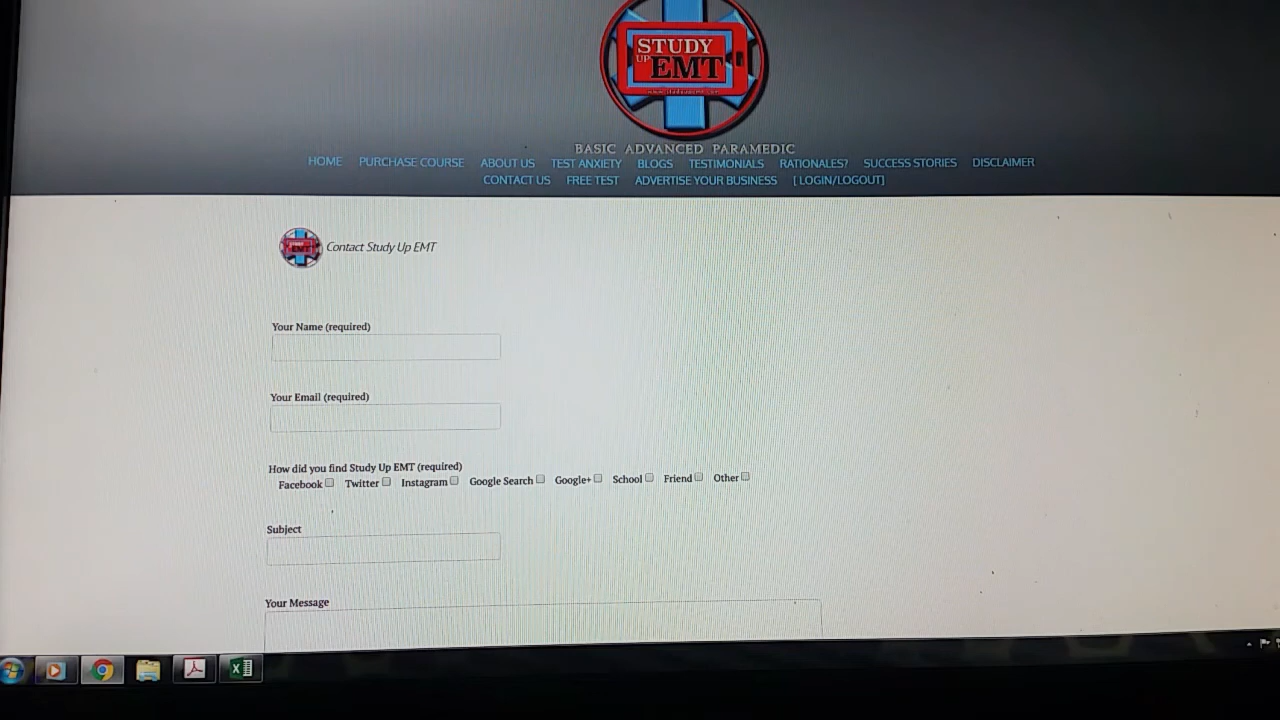 STUDY
UP EMT
BASIC ADVANCED PARAMEDIC
HOME PURCHASE COURSE ABOUT US TEST ANXIETY BLOGS TESTIMONIALS RATIONALES? SUCCESS STORIES DISCLAIMER
CONTACT US FREE TEST ADVERTISE YOUR BUSINESS [ LOGIN/LOGOUT]
Contact Study Up EMT
Your Name (required)
Your Email (required)
How did you find Study Up EMT (required)
Facebook Twitter Instagram Google Search Google+ School Friend Other
Subject
Your Message